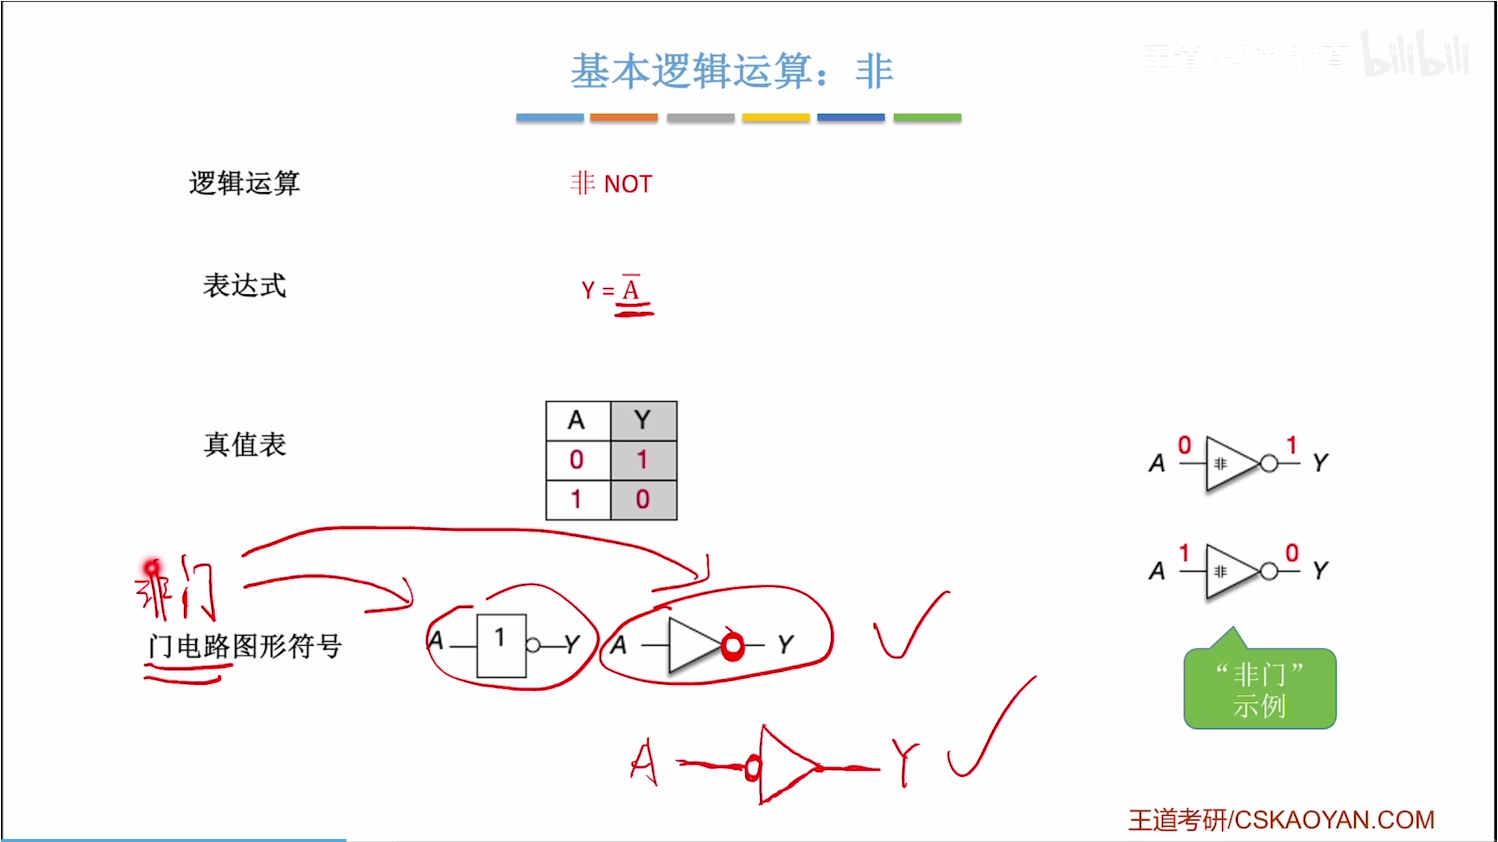 基本逻辑运算：非
bilibili
逻辑运算
非 NOT
表达式
Y = A̅
真值表
A Y
0 1
1 0
A 0 非 1 Y
A 1 非 0 Y
“非门”
示例
非门
门电路图形符号
A 1 Y
A Y
A Y
王道考研/CSKAOYAN.COM